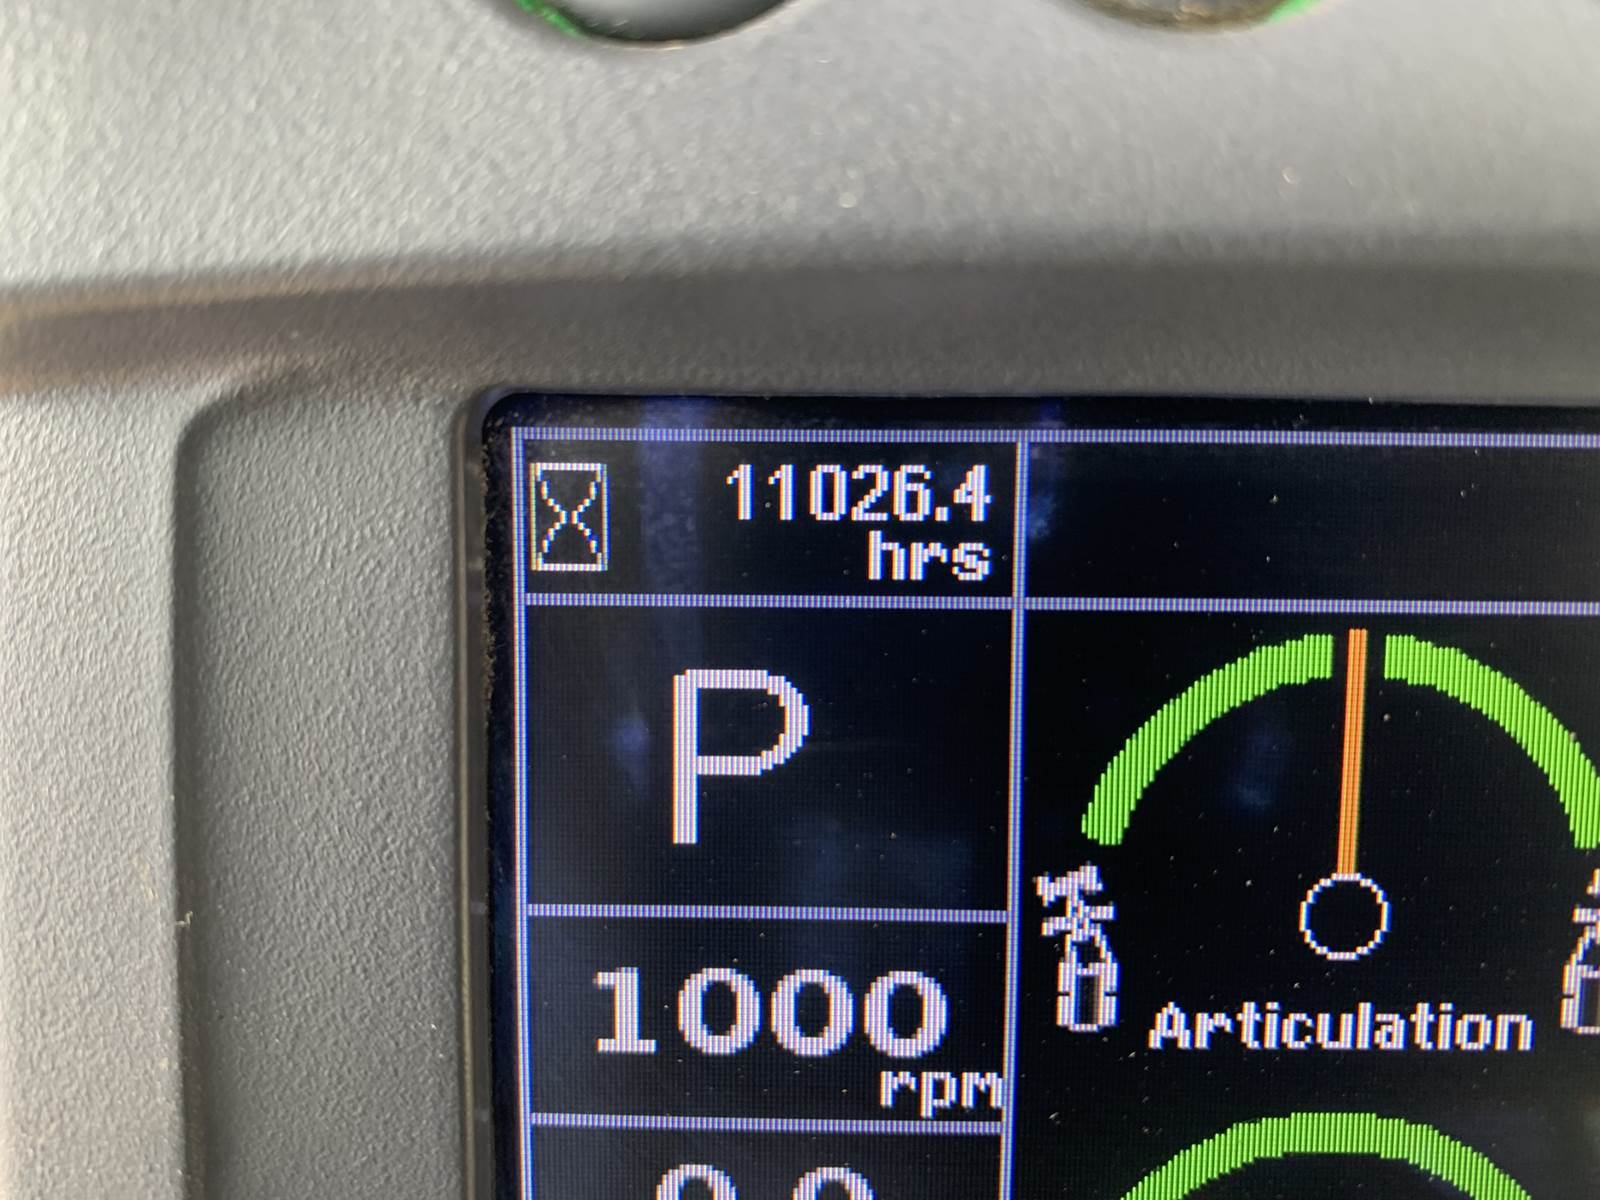 11026.4
hrs
P
1000
rpm
Articulation